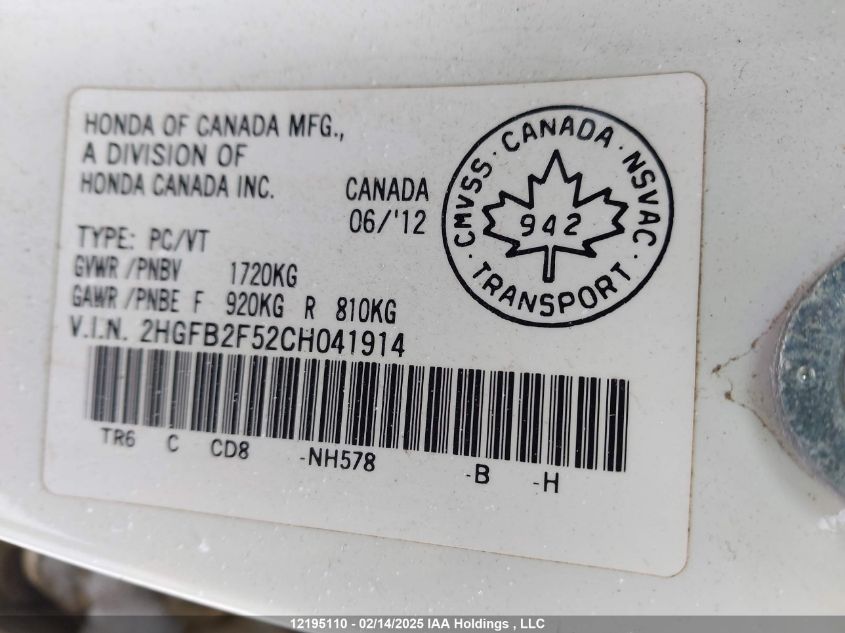 HONDA OF CANADA MFG.,
A DIVISION OF
HONDA CANADA INC.
CANADA
06/'12
TYPE: PC/VT
GVWR /PNBV 1720KG
GAWR /PNBE F 920KG R 810KG
V.I.N. 2HGFB2F52CH041914
TR6 C CD8 -NH578 -B -H
CMVSS · CANADA · NSVAC · TRANSPORT ·
942
12195110 - 02/14/2025 IAA Holdings , LLC